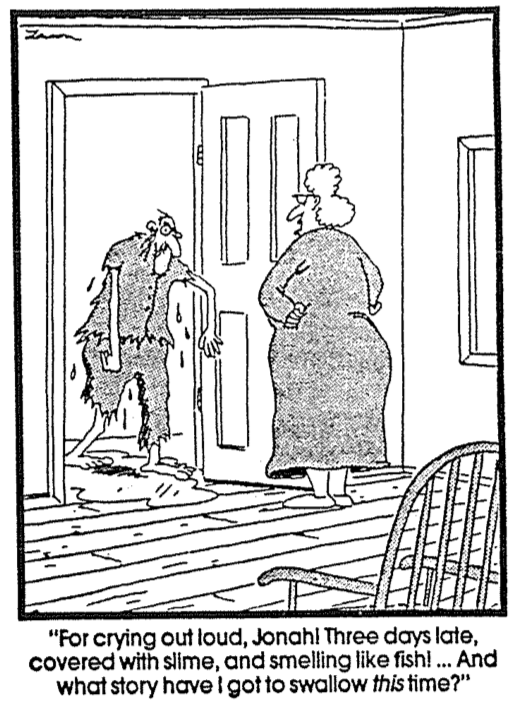 Larson
"For crying out loud, Jonah! Three days late,
covered with slime, and smelling like fish! ... And
what story have I got to swallow this time?"